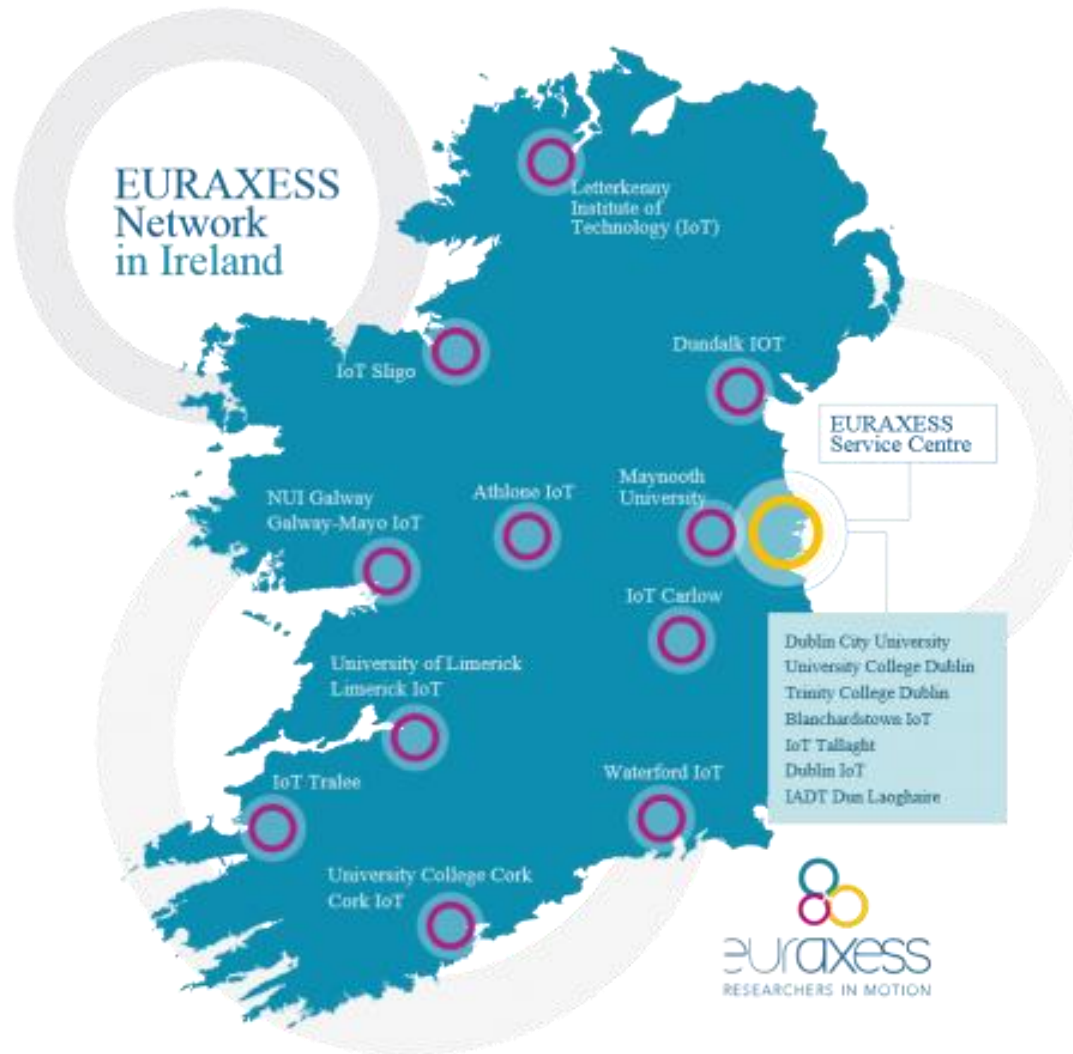 EURAXESS
Network
in Ireland
Letterkenny
Institute of
Technology (IoT)
IoT Sligo
Dundalk IOT
EURAXESS
Service Centre
Maynooth
University
Athlone IoT
NUI Galway
Galway-Mayo IoT
IoT Carlow
Dublin City University
University College Dublin
Trinity College Dublin
Blanchardstown IoT
IoT Tallaght
Dublin IoT
IADT Dun Laoghaire
University of Limerick
Limerick IoT
IoT Tralee
Waterford IoT
University College Cork
Cork IoT
euraxess
RESEARCHERS IN MOTION